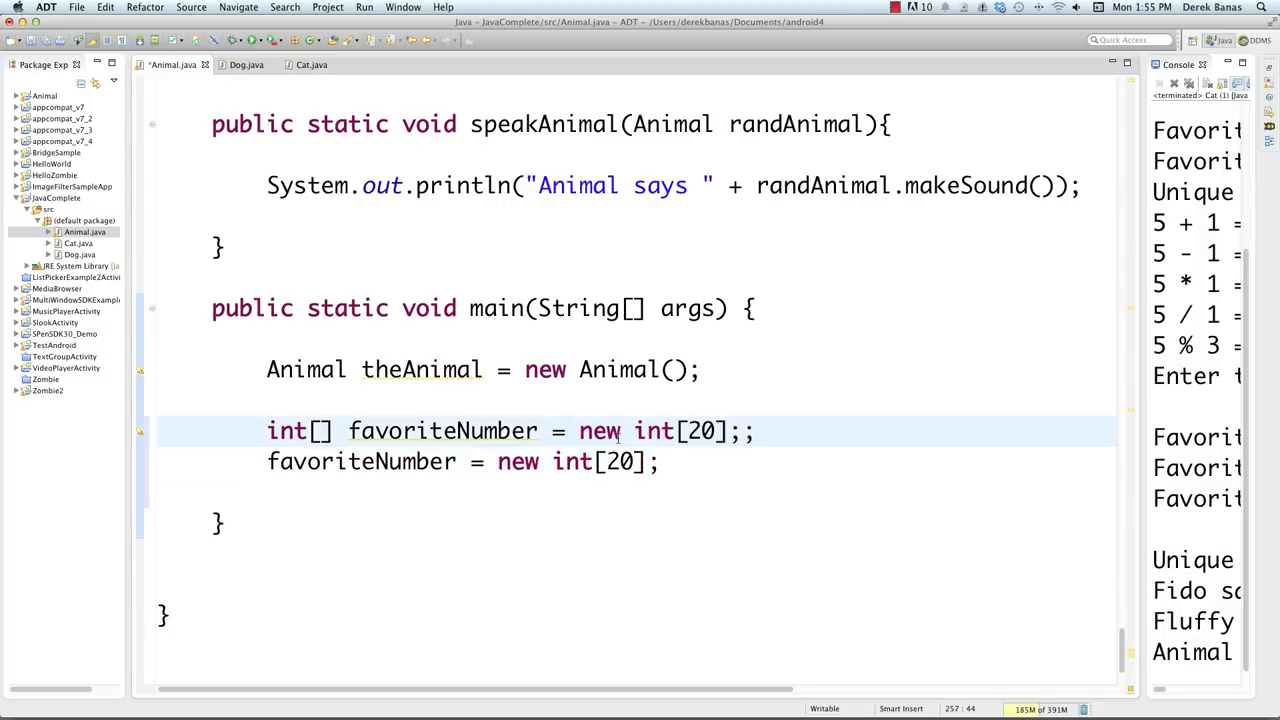 ADT File Edit Refactor Source Navigate Search Project Run Window Help 10 Mon 1:55 PM Derek Banas
Java – JavaComplete/src/Animal.java – ADT – /Users/derekbanas/Documents/android4
Quick Access Java DDMS
Package Exp
*Animal.java Dog.java Cat.java
Console
Animal
appcompat_v7
appcompat_v7_2
appcompat_v7_3
appcompat_v7_4
BridgeSample
HelloWorld
HelloZombie
ImageFilterSampleApp
JavaComplete
src
(default package)
Animal.java
Cat.java
Dog.java
JRE System Library [
ListPickerExample2Activi
MediaBrowser
MultiWindowSDKExample
MusicPlayerActivity
SlookActivity
SPenSDK30_Demo
TestAndroid
TextGroupActivity
VideoPlayerActivity
Zombie
Zombie2
public static void speakAnimal(Animal randAnimal){
System.out.println("Animal says " + randAnimal.makeSound());
}
public static void main(String[] args) {
Animal theAnimal = new Animal();
int[] favoriteNumber = new int[20];;
favoriteNumber = new int[20];
}
}
<terminated> Cat (1) [Java
Favorit
Favorit
Unique
5 + 1 =
5 - 1 =
5 * 1 =
5 / 1 =
5 % 3 =
Enter t
Favorit
Favorit
Favorit
Unique
Fido sa
Fluffy
Animal
Writable Smart Insert 257 : 44 185M of 391M